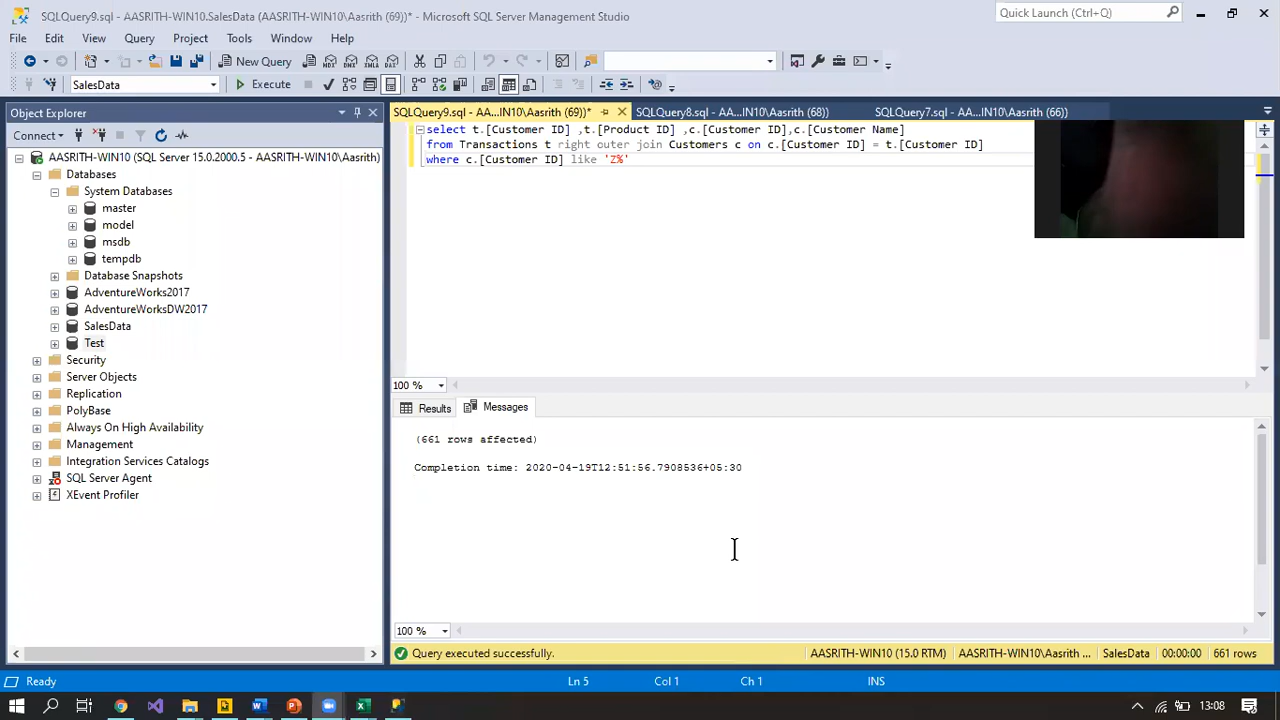 SQLQuery9.sql - AASRITH-WIN10.SalesData (AASRITH-WIN10\Aasrith (69))* - Microsoft SQL Server Management Studio
Quick Launch (Ctrl+Q)
File Edit View Query Project Tools Window Help
New Query
SalesData
Execute
Object Explorer
Connect
AASRITH-WIN10 (SQL Server 15.0.2000.5 - AASRITH-WIN10\Aasrith)
Databases
System Databases
master
model
msdb
tempdb
Database Snapshots
AdventureWorks2017
AdventureWorksDW2017
SalesData
Test
Security
Server Objects
Replication
PolyBase
Always On High Availability
Management
Integration Services Catalogs
SQL Server Agent
XEvent Profiler
SQLQuery9.sql - AA...IN10\Aasrith (69))* SQLQuery8.sql - AA...IN10\Aasrith (68)) SQLQuery7.sql - AA...IN10\Aasrith (66))
select t.[Customer ID] ,t.[Product ID] ,c.[Customer ID],c.[Customer Name]
from Transactions t right outer join Customers c on c.[Customer ID] = t.[Customer ID]
where c.[Customer ID] like 'Z%'
100 %
Results Messages
(661 rows affected)
Completion time: 2020-04-19T12:51:56.7908536+05:30
100 %
Query executed successfully. AASRITH-WIN10 (15.0 RTM) AASRITH-WIN10\Aasrith ... SalesData 00:00:00 661 rows
Ready Ln 5 Col 1 Ch 1 INS
13:08